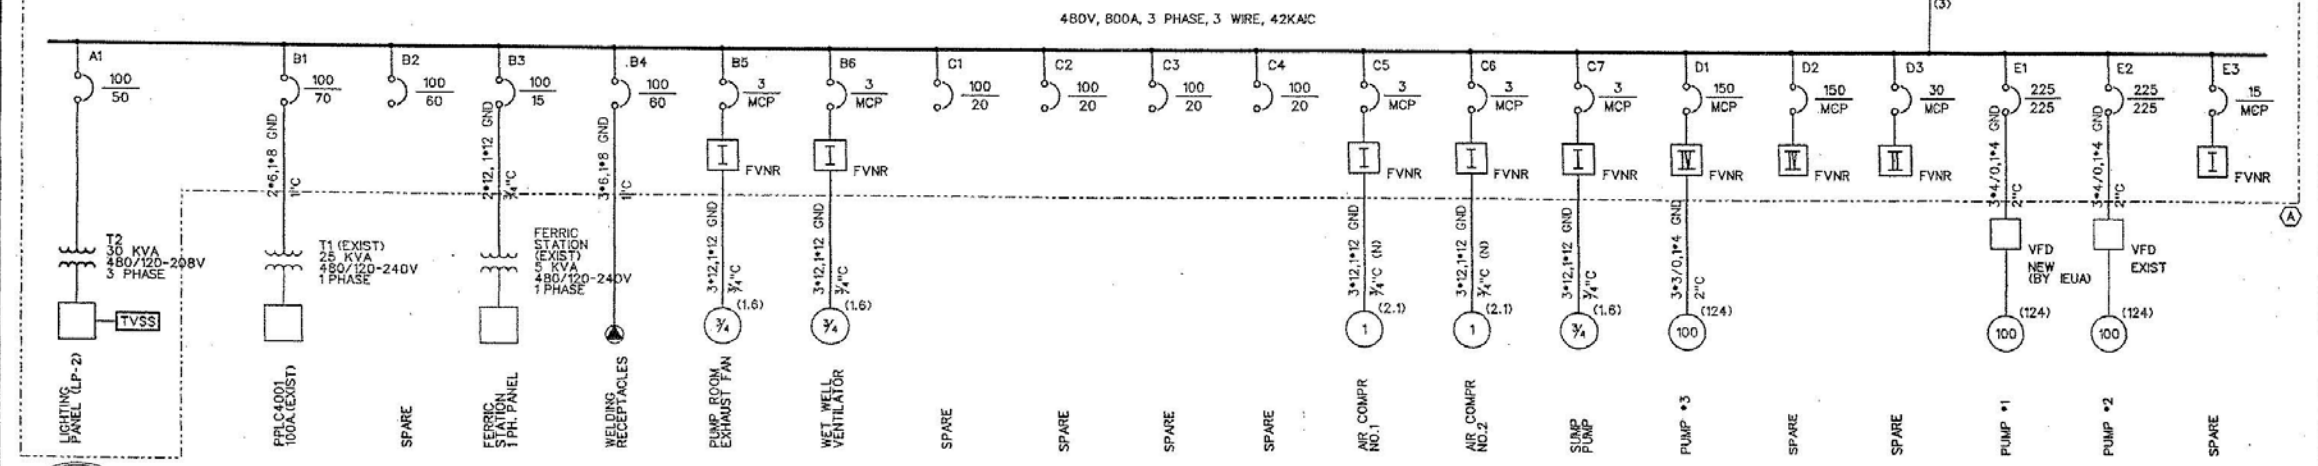 480V, 800A, 3 PHASE, 3 WIRE, 42KAIC
(3)
A1
100
50
B1
100
70
B2
100
60
B3
100
15
B4
100
60
B5
3
MCP
B6
3
MCP
C1
100
20
C2
100
20
C3
100
20
C4
100
20
C5
3
MCP
C6
3
MCP
C7
3
MCP
D1
150
MCP
D2
150
MCP
D3
30
MCP
E1
225
225
E2
225
225
E3
15
MCP
2#6,1#8 GND
1"C
2#12, 1#12 GND
3/4"C
3#6,1#8 GND
1"C
I
FVNR
I
FVNR
I
FVNR
I
FVNR
I
FVNR
IV
FVNR
IV
FVNR
II
FVNR
3#4/0,1#4 GND
2"C
3#4/0,1#4 GND
2"C
I
FVNR
A
T2
30 KVA
480/120-208V
3 PHASE
TVSS
T1 (EXIST)
25 KVA
480/120-240V
1 PHASE
FERRIC
STATION
(EXIST)
5 KVA
480/120-240V
1 PHASE
3#12,1#12 GND
3/4"C
(1.6)
3/4
3#12,1#12 GND
3/4"C
(1.6)
3/4
3#12,1#12 GND
3/4"C (N)
(2.1)
1
3#12,1#12 GND
3/4"C (N)
(2.1)
1
3#12,1#12 GND
3/4"C
(1.6)
3/4
3#3/0,1#4 GND
2"C
(124)
100
VFD
NEW
(BY IEUA)
(124)
100
VFD
EXIST
(124)
100
LIGHTING
PANEL (LP-2)
PPLC4001
100A(EXIST)
SPARE
FERRIC
STATION
1 PH. PANEL
WELDING
RECEPTACLES
PUMP ROOM
EXHAUST FAN
WET WELL
VENTILATOR
SPARE
SPARE
SPARE
SPARE
AIR COMPR
NO.1
AIR COMPR
NO.2
SUMP
PUMP
PUMP #3
SPARE
SPARE
PUMP #1
PUMP #2
SPARE